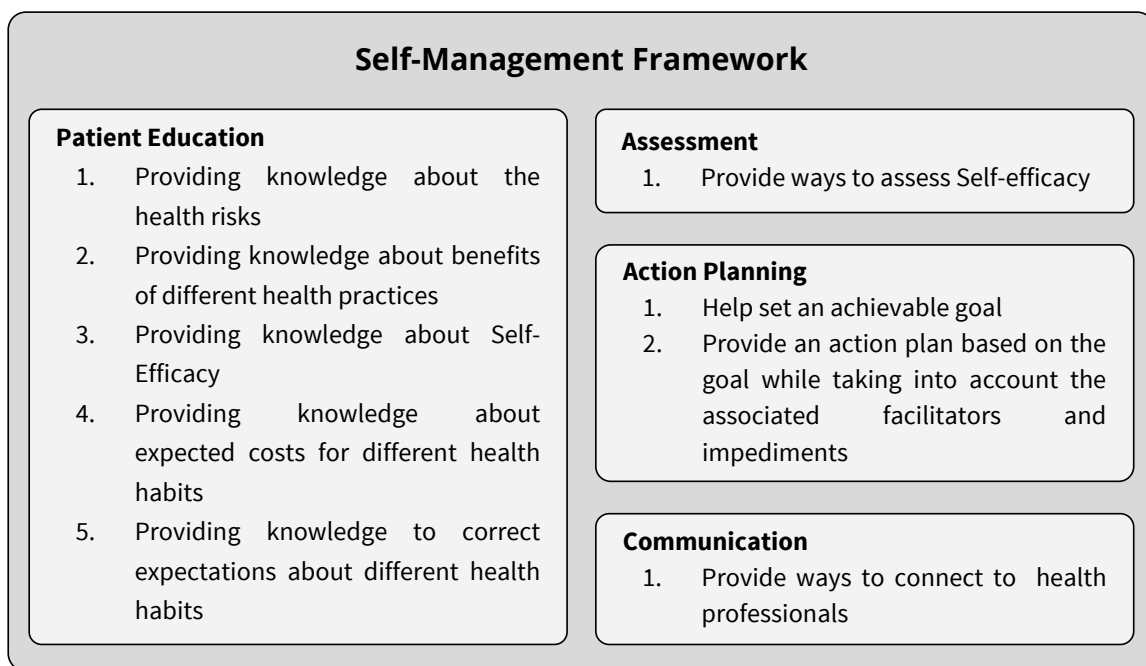 Self-Management Framework
Patient Education
1. Providing knowledge about the
health risks
2. Providing knowledge about benefits
of different health practices
3. Providing knowledge about Self-
Efficacy
4. Providing knowledge about
expected costs for different health
habits
5. Providing knowledge to correct
expectations about different health
habits
Assessment
1. Provide ways to assess Self-efficacy
Action Planning
1. Help set an achievable goal
2. Provide an action plan based on the
goal while taking into account the
associated facilitators and
impediments
Communication
1. Provide ways to connect to health
professionals